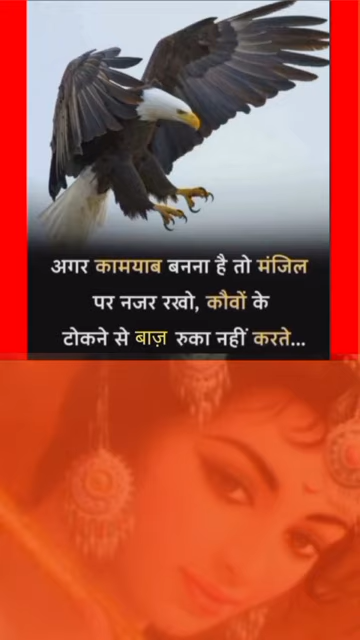 अगर कामयाब बनना है तो मंजिल
पर नजर रखो, कौवों के
टोकने से बाज़ रुका नहीं करते...